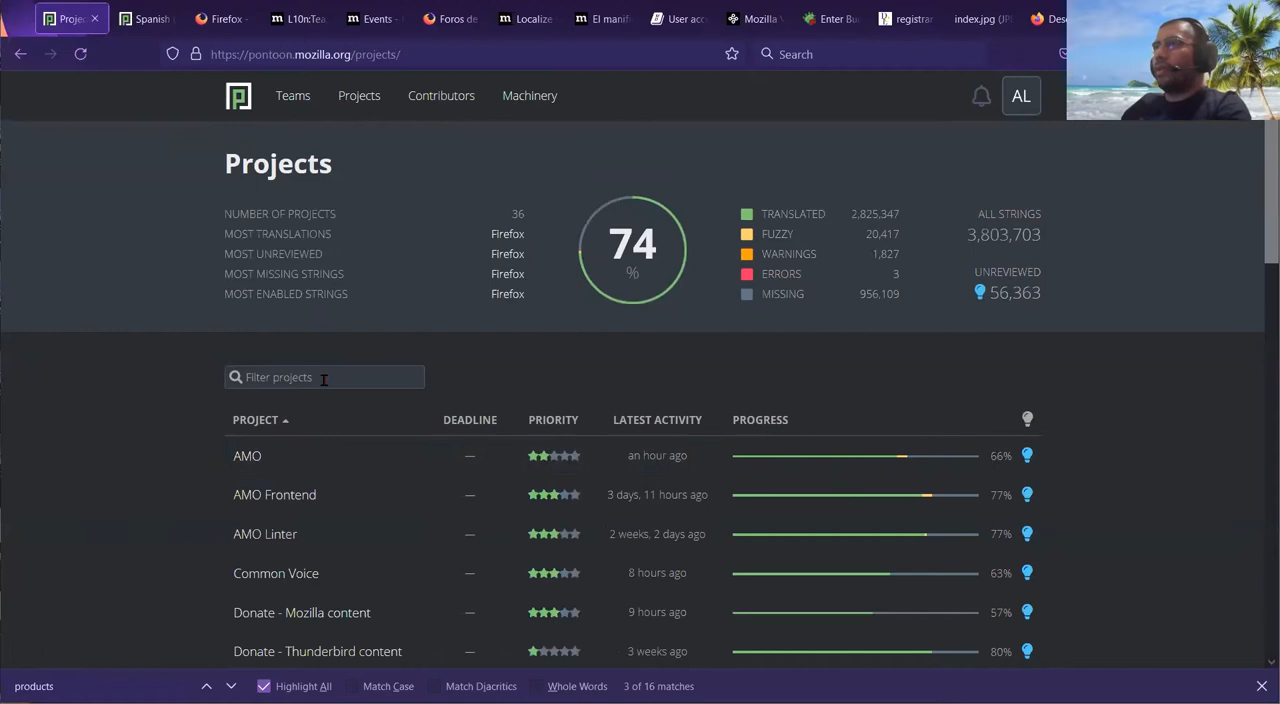 Projec
Spanish (
Firefox -
L10n:Tea
Events -
Foros de
Localize
El manif
User acc
Mozilla
Enter Bu
registrar
index.jpg (JP
Des
https://pontoon.mozilla.org/projects/
Search
Teams
Projects
Contributors
Machinery
AL
Projects
NUMBER OF PROJECTS 36
MOST TRANSLATIONS Firefox
MOST UNREVIEWED Firefox
MOST MISSING STRINGS Firefox
MOST ENABLED STRINGS Firefox
74
%
TRANSLATED 2,825,347
FUZZY 20,417
WARNINGS 1,827
ERRORS 3
MISSING 956,109
ALL STRINGS
3,803,703
UNREVIEWED
56,363
Filter projects
PROJECT DEADLINE PRIORITY LATEST ACTIVITY PROGRESS
AMO — an hour ago 66%
AMO Frontend — 3 days, 11 hours ago 77%
AMO Linter — 2 weeks, 2 days ago 77%
Common Voice — 8 hours ago 63%
Donate - Mozilla content — 9 hours ago 57%
Donate - Thunderbird content — 3 weeks ago 80%
products
Highlight All
Match Case
Match Diacritics
Whole Words
3 of 16 matches